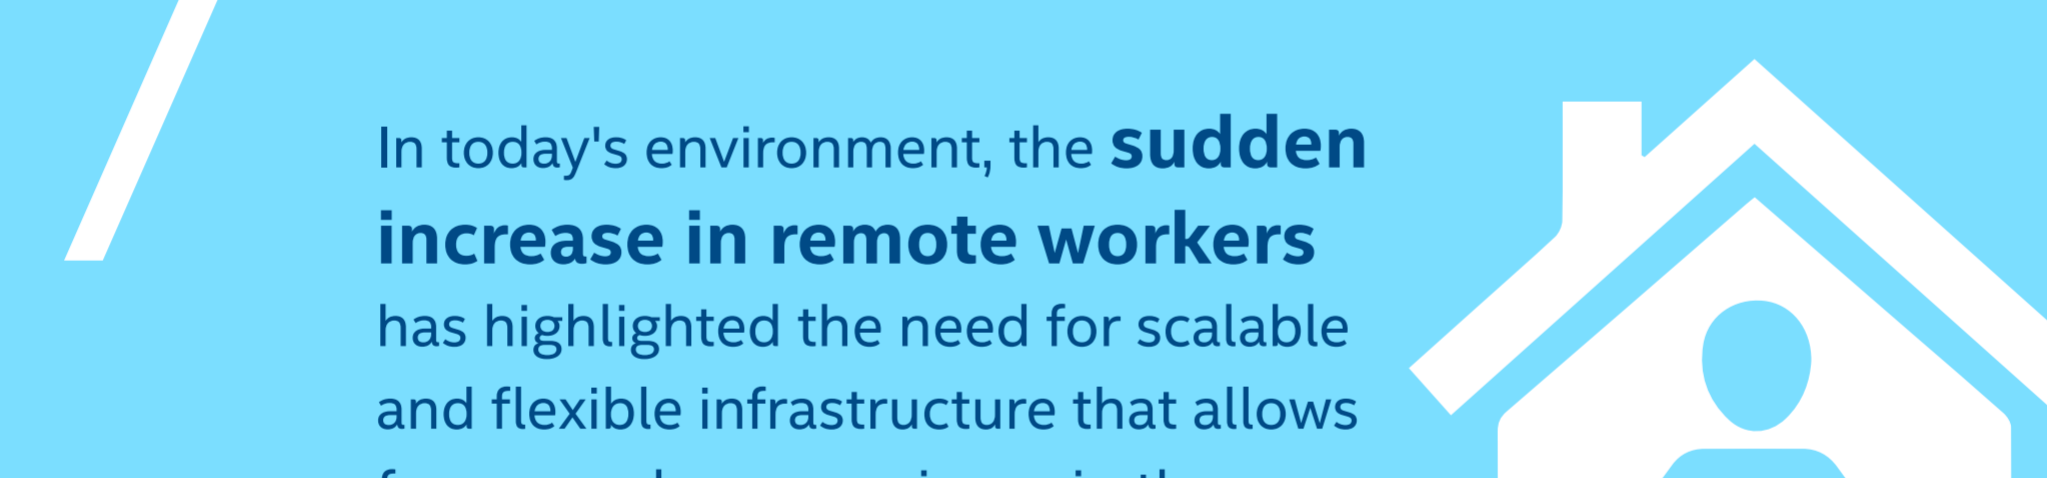 In today's environment, the sudden
increase in remote workers
has highlighted the need for scalable
and flexible infrastructure that allows